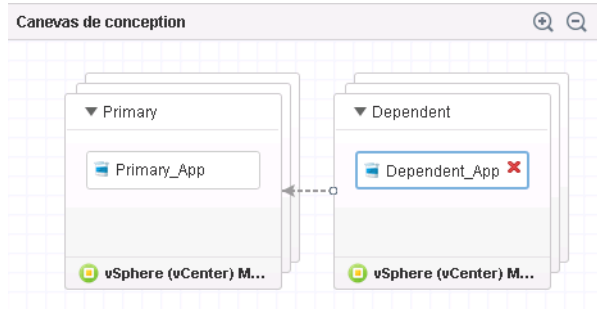 Canevas de conception
Primary
Dependent
Primary_App
Dependent_App
vSphere (vCenter) M...
vSphere (vCenter) M...